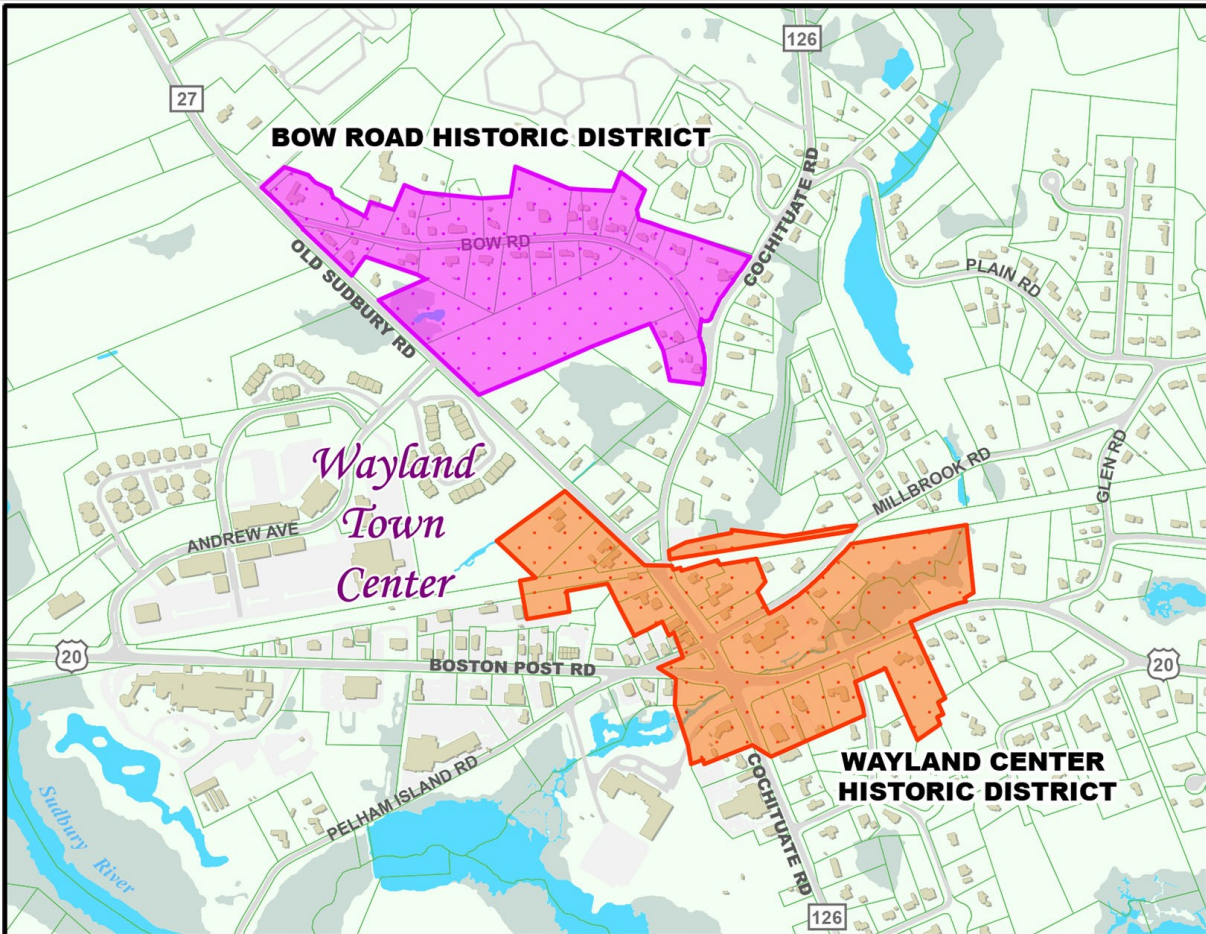 126
27
BOW ROAD HISTORIC DISTRICT
COCHITUATE RD
BOW RD
OLD SUDBURY RD
PLAIN RD
Wayland
Town
Center
GLEN RD
MILLBROOK RD
ANDREW AVE
20
BOSTON POST RD
20
WAYLAND CENTER
HISTORIC DISTRICT
PELHAM ISLAND RD
COCHITUATE RD
Sudbury River
126